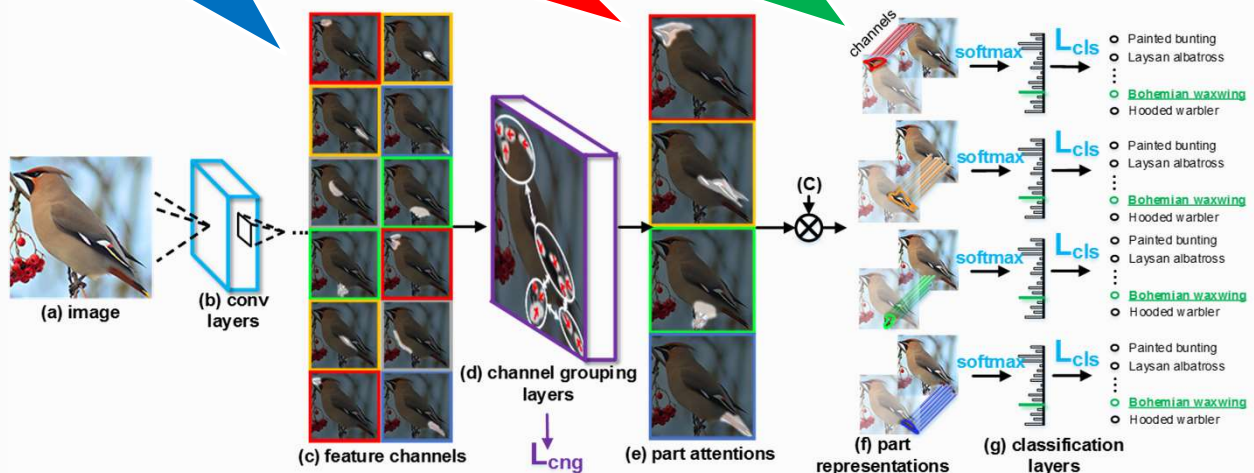 (a) image
(b) conv
layers
(c) feature channels
(d) channel grouping
layers
Lcng
(e) part attentions
(C)
channels
softmax
Lcls
Painted bunting
Laysan albatross
Bohemian waxwing
Hooded warbler
softmax
Lcls
Painted bunting
Laysan albatross
Bohemian waxwing
Hooded warbler
softmax
Lcls
Painted bunting
Laysan albatross
Bohemian waxwing
Hooded warbler
softmax
Lcls
Painted bunting
Laysan albatross
Bohemian waxwing
Hooded warbler
(f) part
representations
(g) classification
layers